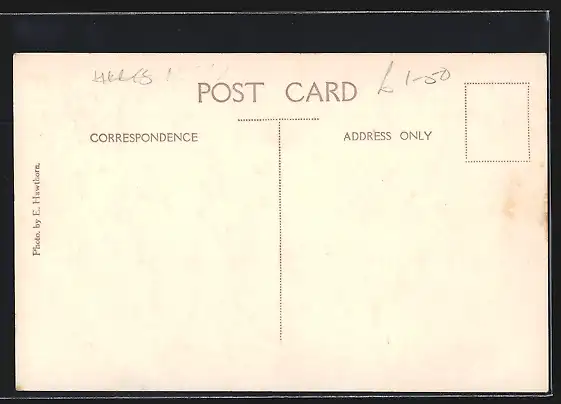 £1-50
POST CARD
CORRESPONDENCE
ADDRESS ONLY
Photo. by E. Hawthorn.